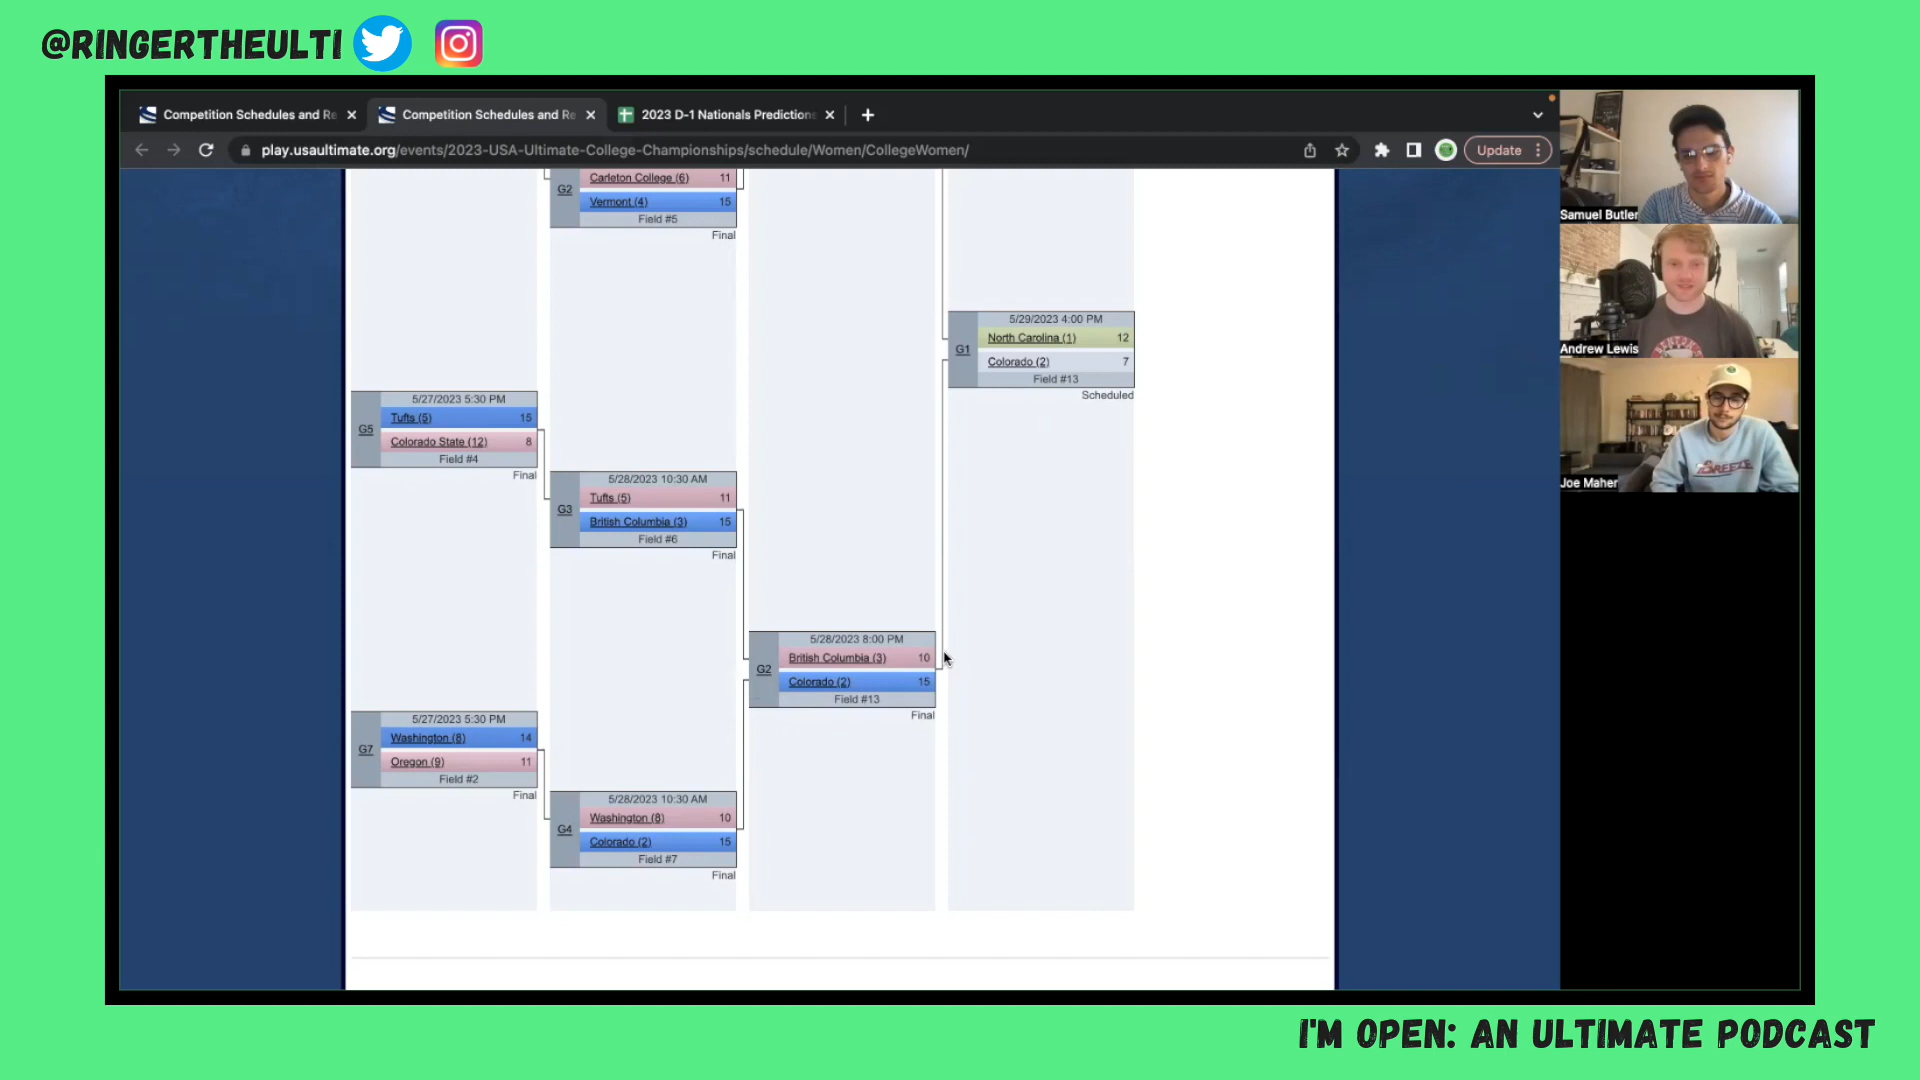 @RINGERTHEULTI
Competition Schedules and Re
Competition Schedules and Re
2023 D-1 Nationals Predictions
play.usaultimate.org/events/2023-USA-Ultimate-College-Championships/schedule/Women/CollegeWomen/
Update
G2
Carleton College (6) 11
Vermont (4) 15
Field #5
Final
5/29/2023 4:00 PM
G1
North Carolina (1) 12
Colorado (2) 7
Field #13
Scheduled
5/27/2023 5:30 PM
G5
Tufts (5) 15
Colorado State (12) 8
Field #4
Final
5/28/2023 10:30 AM
G3
Tufts (5) 11
British Columbia (3) 15
Field #6
Final
5/28/2023 8:00 PM
G2
British Columbia (3) 10
Colorado (2) 15
Field #13
Final
5/27/2023 5:30 PM
G7
Washington (8) 14
Oregon (9) 11
Field #2
Final
5/28/2023 10:30 AM
G4
Washington (8) 10
Colorado (2) 15
Field #7
Final
Samuel Butler
Andrew Lewis
BREEZE
Joe Maher
I'M OPEN: AN ULTIMATE PODCAST